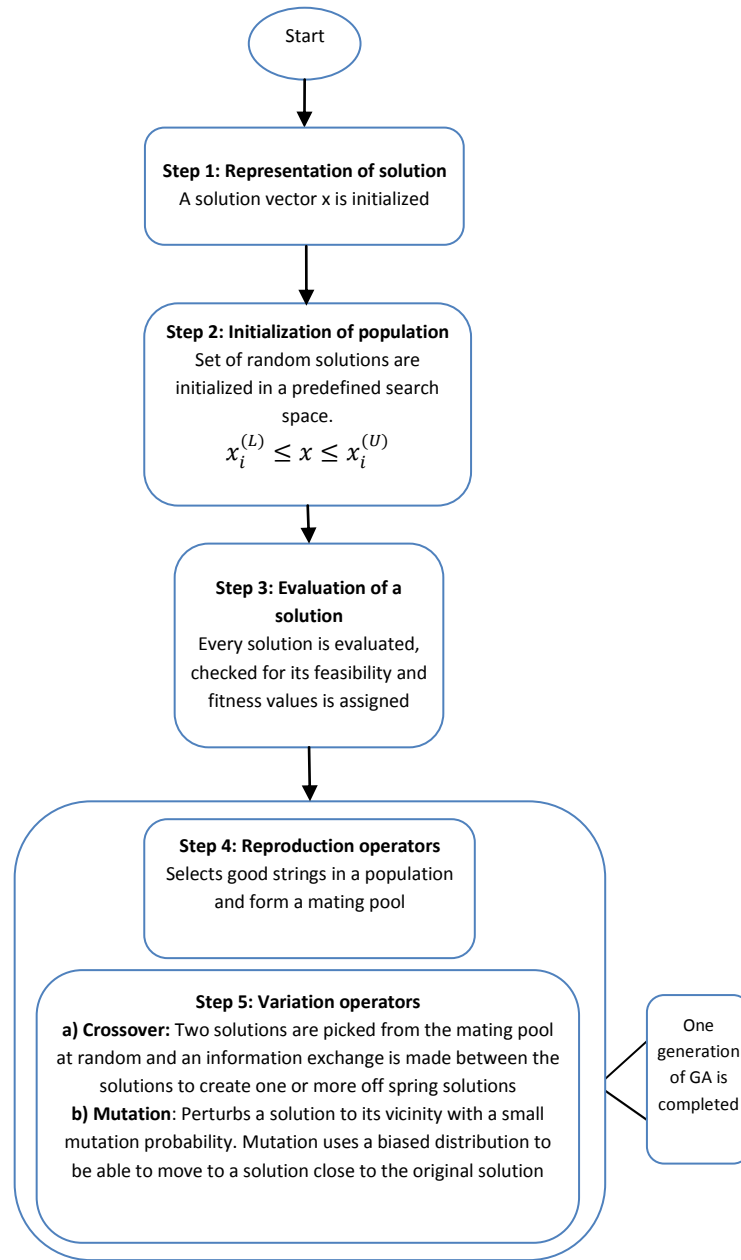 Start
Step 1: Representation of solution
A solution vector x is initialized
Step 2: Initialization of population
Set of random solutions are
initialized in a predefined search
space.
$x_i^{(L)} \leq x \leq x_i^{(U)}$
Step 3: Evaluation of a
solution
Every solution is evaluated,
checked for its feasibility and
fitness values is assigned
Step 4: Reproduction operators
Selects good strings in a population
and form a mating pool
Step 5: Variation operators
a) Crossover: Two solutions are picked from the mating pool
at random and an information exchange is made between the
solutions to create one or more off spring solutions
b) Mutation: Perturbs a solution to its vicinity with a small
mutation probability. Mutation uses a biased distribution to
be able to move to a solution close to the original solution
One
generation
of GA is
completed